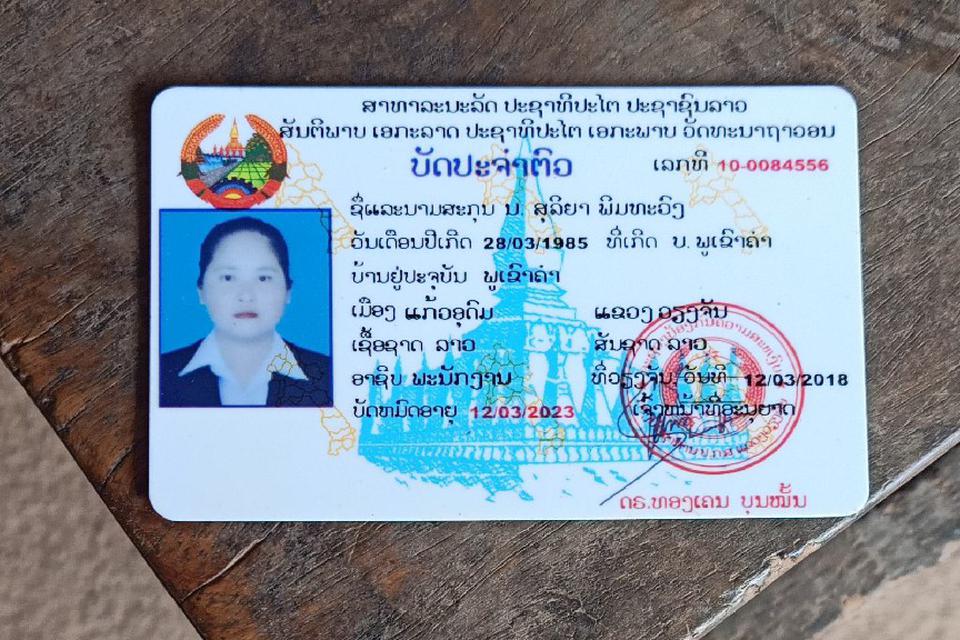 ສາທາລະນະລັດ ປະຊາທິປະໄຕ ປະຊາຊົນລາວ
ສັນຕິພາບ ເອກະລາດ ປະຊາທິປະໄຕ ເອກະພາບ ວັດທະນາຖາວອນ
ບັດປະຈຳຕົວ ເລກທີ 10-0084556
ຊື່ແລະນາມສະກຸນ ນ. ສຸລິຍາ ພິມທະວົງ
ວັນເດືອນປີເກີດ 28/03/1985 ທີ່ເກີດ ບ. ພູເຂົາຄຳ
ບ້ານຢູ່ປະຈຸບັນ ພູເຂົາຄຳ
ເມືອງ ແກ້ວອຸດົມ ແຂວງ ວຽງຈັນ
ເຊື້ອຊາດ ລາວ ສັນຊາດ ລາວ
ອາຊີບ ພະນັກງານ ທີ່ວຽງຈັນ ວັນທີ 12/03/2018
ບັດຫມົດອາຍຸ 12/03/2023 ເຈົ້າຫນ້າທີ່ອະນຸຍາດ
ດຣ.ທອງເຄນ ບຸນໝັ້ນ